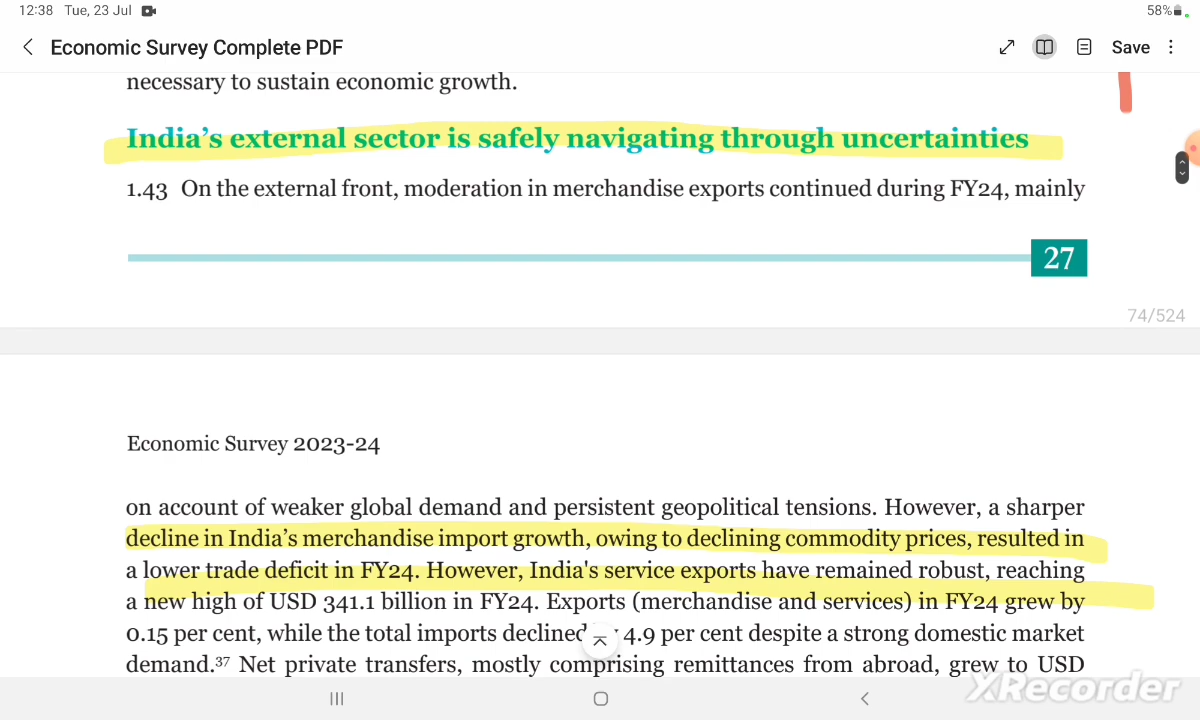 12:38 Tue, 23 Jul
58%
Economic Survey Complete PDF
Save
necessary to sustain economic growth.
India's external sector is safely navigating through uncertainties
1.43 On the external front, moderation in merchandise exports continued during FY24, mainly
27
74/524
Economic Survey 2023-24
on account of weaker global demand and persistent geopolitical tensions. However, a sharper
decline in India's merchandise import growth, owing to declining commodity prices, resulted in
a lower trade deficit in FY24. However, India's service exports have remained robust, reaching
a new high of USD 341.1 billion in FY24. Exports (merchandise and services) in FY24 grew by
0.15 per cent, while the total imports declined 4.9 per cent despite a strong domestic market
demand.³⁷ Net private transfers, mostly comprising remittances from abroad, grew to USD
XRecorder